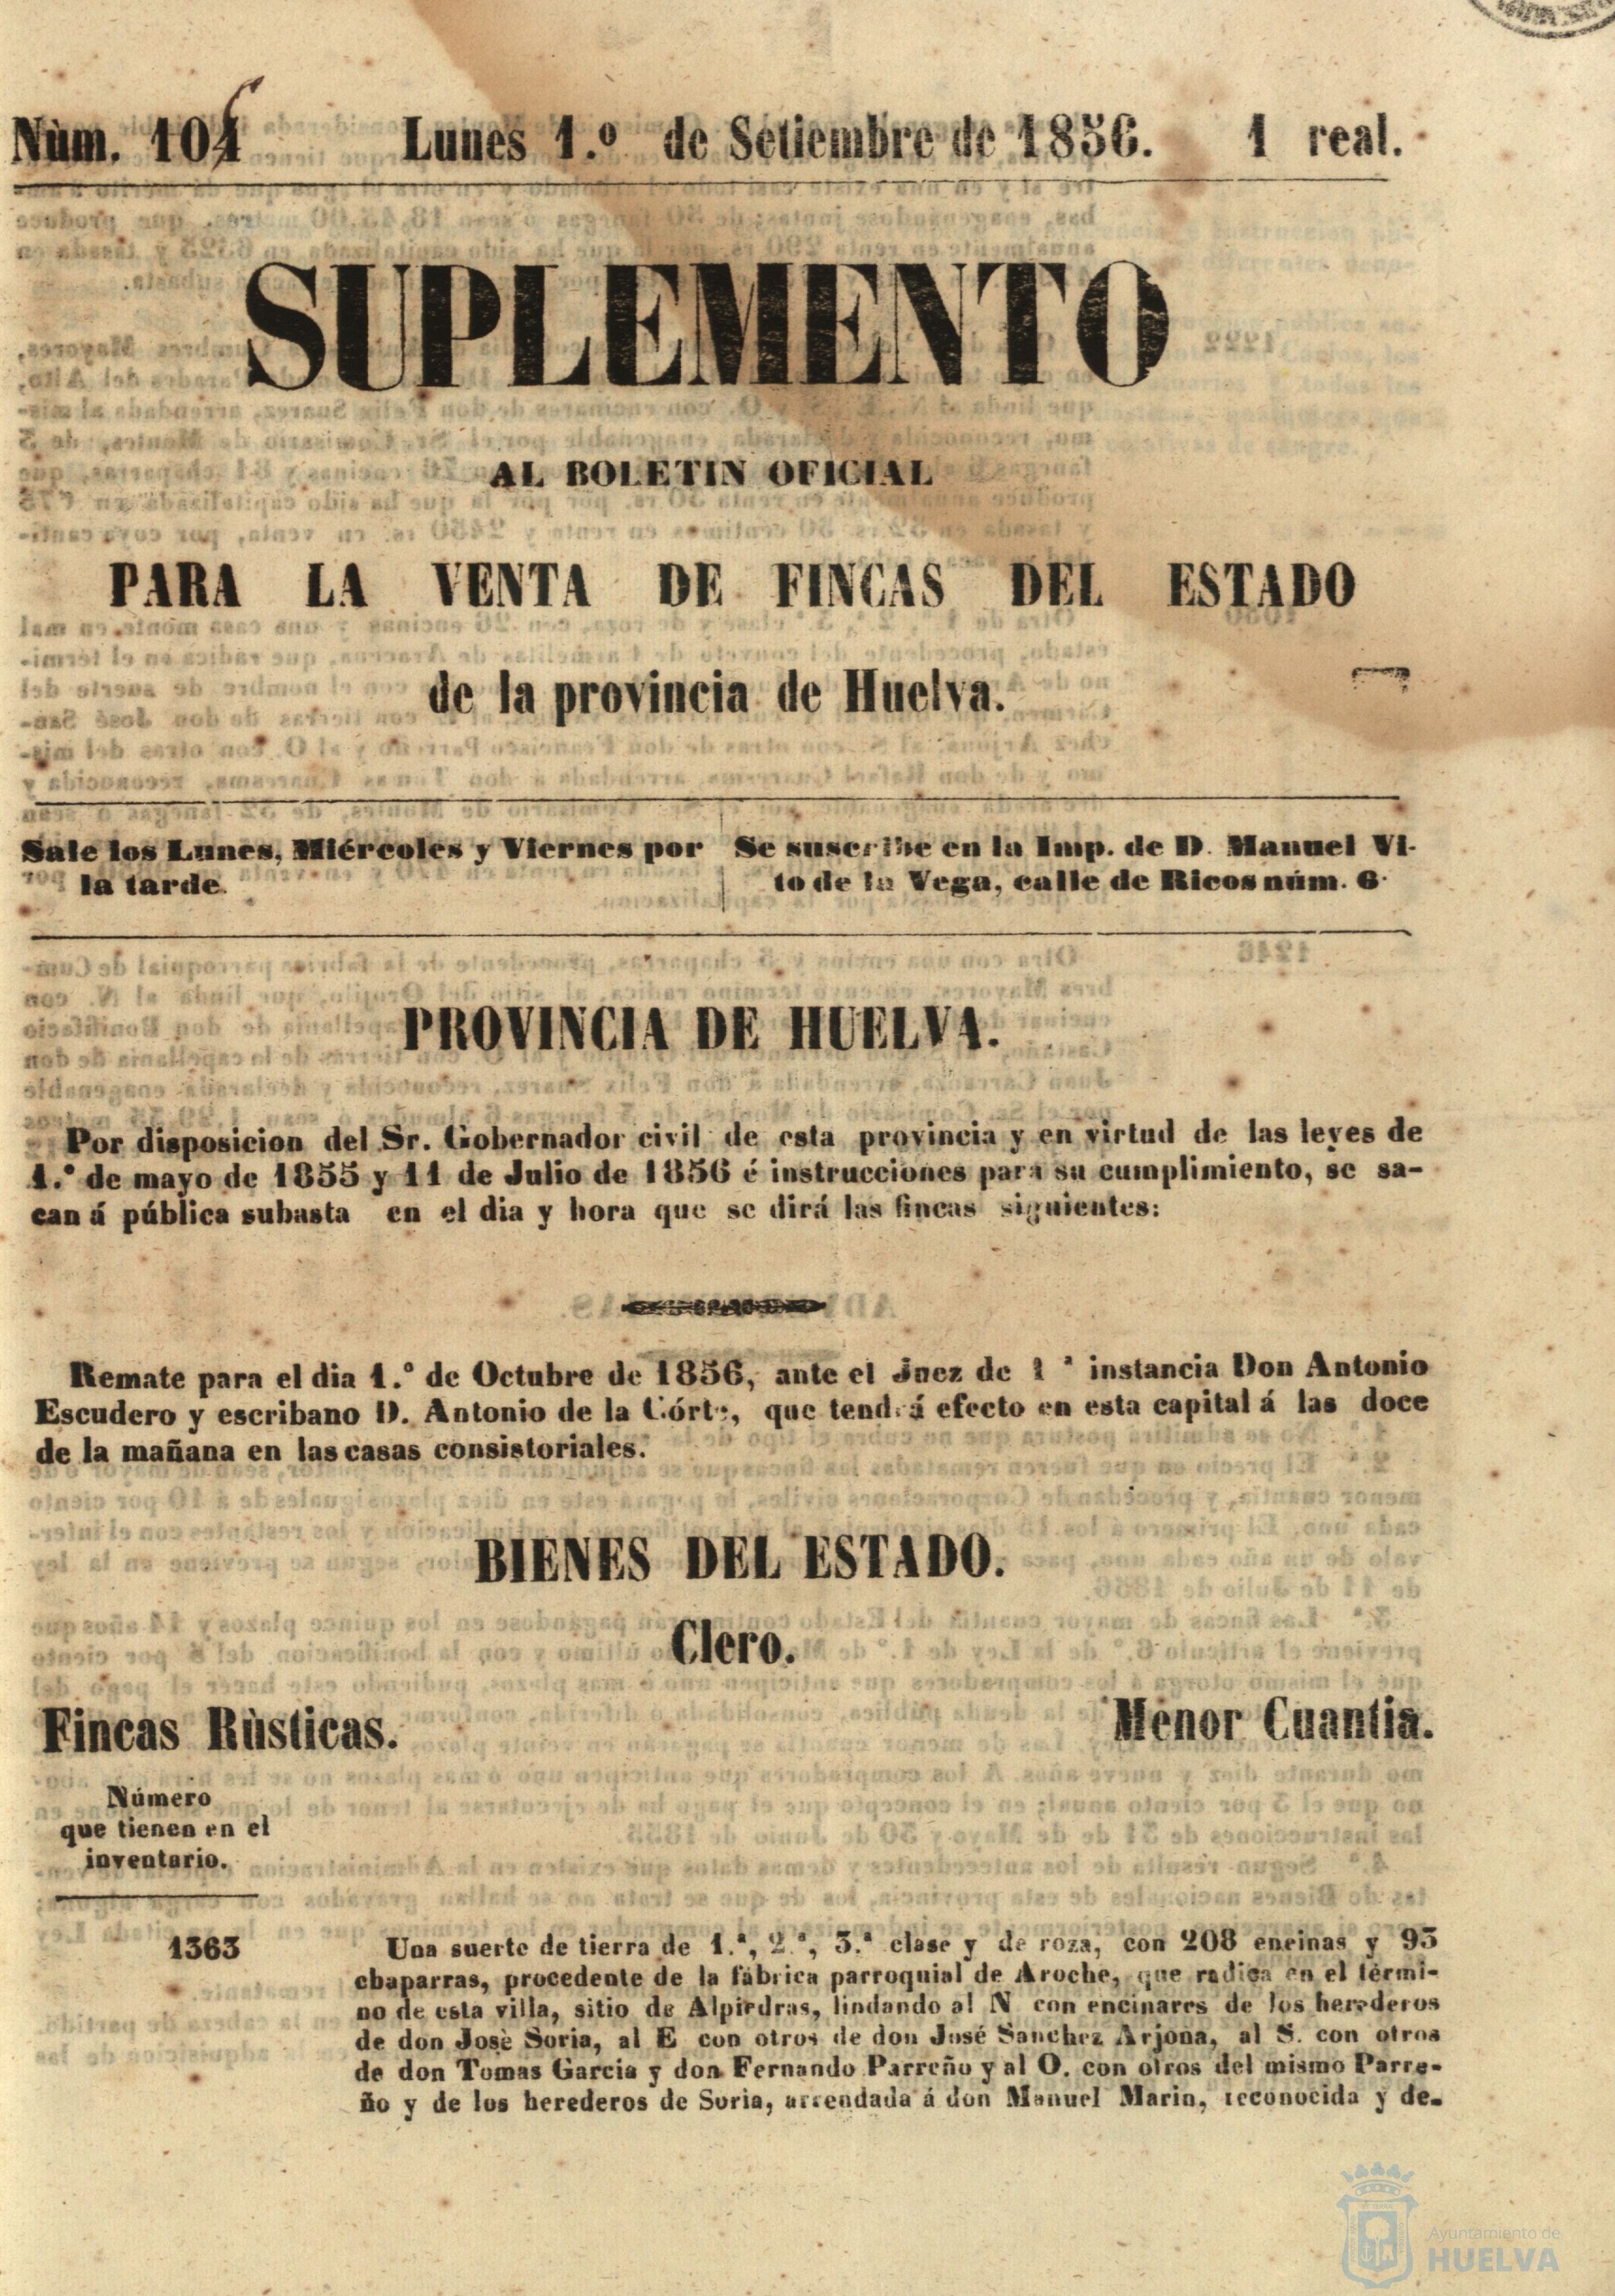 Nùm. 104 Lunes 1.º de Setiembre de 1856. 1 real.
SUPLEMENTO
AL BOLETIN OFICIAL
PARA LA VENTA DE FINCAS DEL ESTADO
de la provincia de Huelva.
Sale los Lunes, Miércoles y Viernes por
la tarde.
Se suscribe en la Imp. de D. Manuel Vi-
to de la Vega, calle de Ricos núm. 6.
PROVINCIA DE HUELVA.
Por disposicion del Sr. Gobernador civil de esta provincia y en virtud de las leyes de
1.º de mayo de 1855 y 11 de Julio de 1856 é instrucciones para su cumplimiento, se sa-
can á pública subasta en el dia y hora que se dirá las fincas siguientes:
Remate para el dia 1.º de Octubre de 1856, ante el Juez de 1.ª instancia Don Antonio
Escudero y escribano D. Antonio de la Córte, que tendrá efecto en esta capital á las doce
de la mañana en las casas consistoriales.
BIENES DEL ESTADO.
Clero.
Fincas Rùsticas. Menor Cuantia.
Número
que tienen en el
inventario.
1363 Una suerte de tierra de 1.ª, 2.ª, 3.ª clase y de roza, con 208 encinas y 93
chaparras, procedente de la fábrica parroquial de Aroche, que radica en el térmi-
no de esta villa, sitio de Alpiedras, lindando al N con encinares de los herederos
de don Josè Soria, al E con otros de don José Sanchez Arjona, al S. con otros
de don Tomas Garcia y don Fernando Parreño y al O. con otros del mismo Parre-
ño y de los herederos de Soria, arrendada á don Manuel Marin, reconocida y de-
Ayuntamiento de
HUELVA